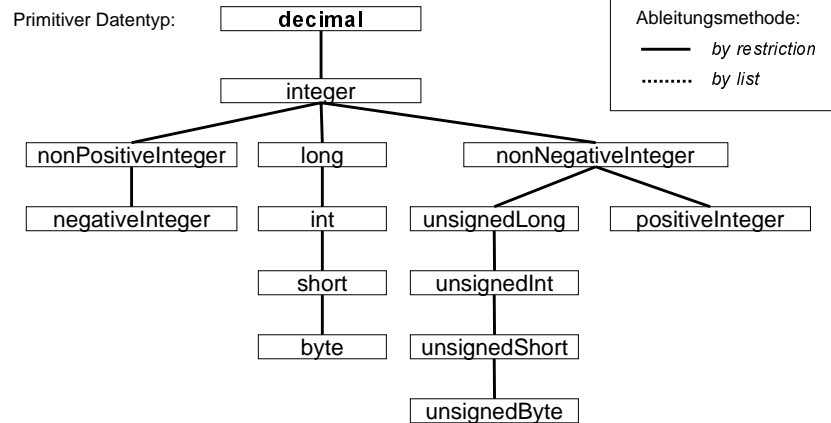 Primitiver Datentyp:
decimal
Ableitungsmethode:
by restriction
by list
integer
nonPositiveInteger
long
nonNegativeInteger
negativeInteger
int
unsignedLong
positiveInteger
short
unsignedInt
byte
unsignedShort
unsignedByte